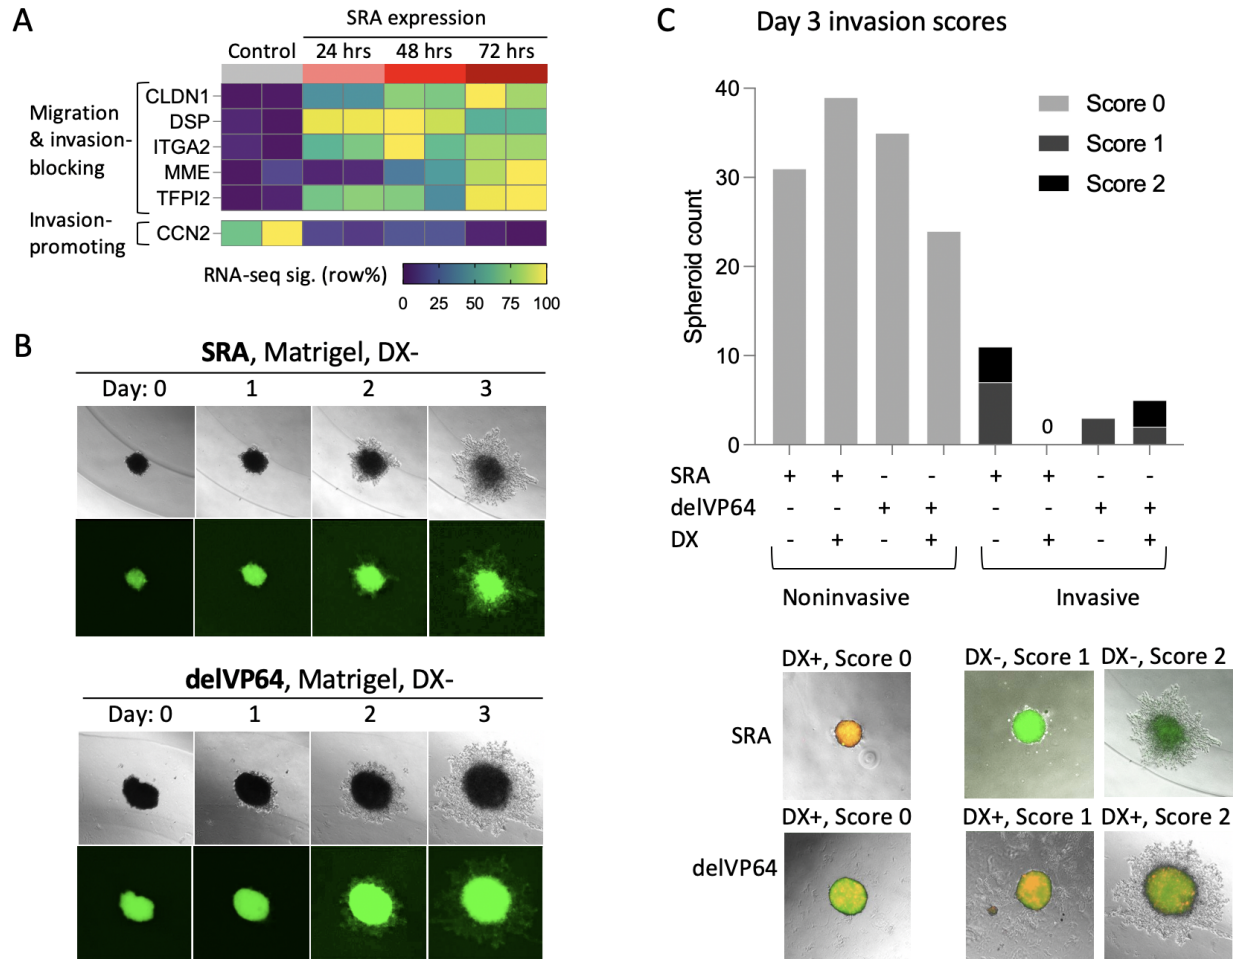 A
SRA expression
Control 24 hrs 48 hrs 72 hrs
Migration
& invasion-
blocking
CLDN1
DSP
ITGA2
MME
TFPI2
Invasion-
promoting
CCN2
RNA-seq sig. (row%)
0 25 50 75 100
B
SRA, Matrigel, DX-
Day: 0 1 2 3
delVP64, Matrigel, DX-
Day: 0 1 2 3
C
Day 3 invasion scores
Spheroid count
40
30
20
10
0
Score 0
Score 1
Score 2
0
SRA + + - - + + - -
delVP64 - - + + - - + +
DX - + - + - + - +
Noninvasive Invasive
DX+, Score 0 DX-, Score 1 DX-, Score 2
SRA
DX+, Score 0 DX+, Score 1 DX+, Score 2
delVP64